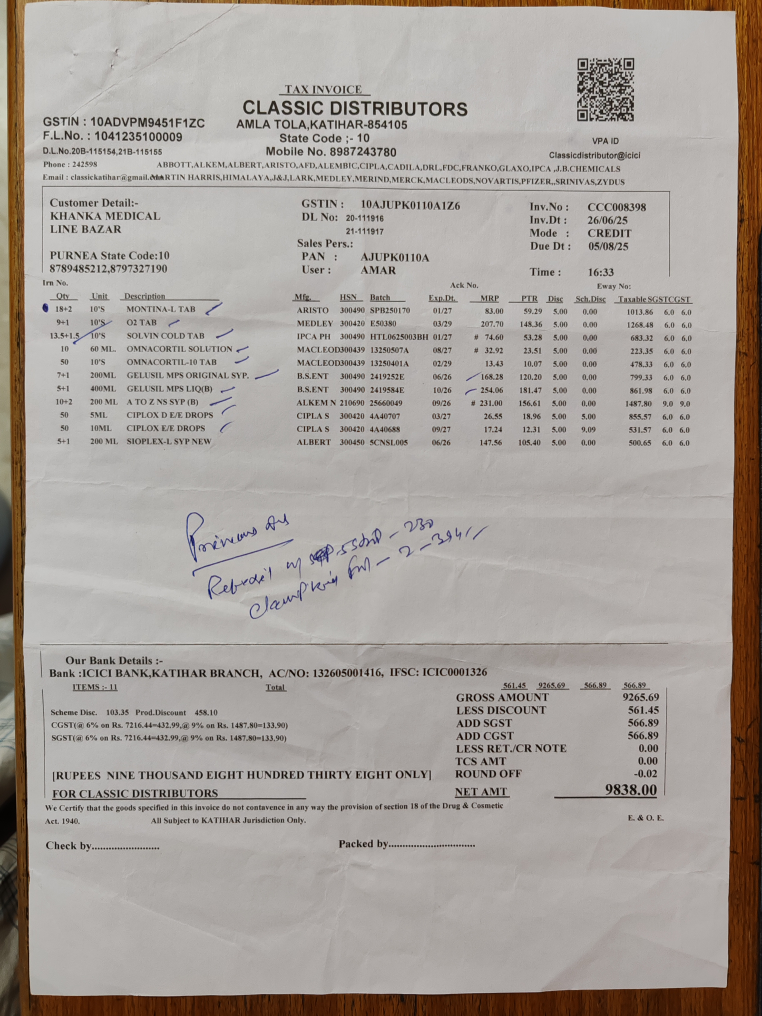 TAX INVOICE
CLASSIC DISTRIBUTORS
GSTIN : 10ADVPM9451F1ZC
AMLA TOLA,KATIHAR-854105
F.L.No. : 1041235100009
State Code ;- 10
D.L.No.20B-115154,21B-115155
Mobile No. 8987243780
VPA ID
Classicdistributor@icici
Phone : 242598
ABBOTT,ALKEM,ALBERT,ARISTO,AFD,ALEMBIC,CIPLA,CADILA,DRL,FDC,FRANKO,GLAXO,IPCA ,J.B.CHEMICALS
Email : classickatihar@gmail.com MARTIN HARRIS,HIMALAYA,J&J,LARK,MEDLEY,MERIND,MERCK,MACLEODS,NOVARTIS,PFIZER,,SRINIVAS,ZYDUS
Customer Detail:-
KHANKA MEDICAL
LINE BAZAR
PURNEA State Code:10
8789485212,8797327190
GSTIN : 10AJUPK0110A1Z6
DL No: 20-111916
21-111917
Sales Pers.:
PAN : AJUPK0110A
User : AMAR
Inv.No : CCC008398
Inv.Dt : 26/06/25
Mode : CREDIT
Due Dt : 05/08/25
Time : 16:33
Irn No. Ack No. Eway No:
Qty Unit Description Mfg. HSN Batch Exp.Dt. MRP PTR Disc Sch.Disc Taxable SGST CGST
18+2 10'S MONTINA-L TAB ARISTO 300490 SPB250170 01/27 83.00 59.29 5.00 0.00 1013.86 6.0 6.0
9+1 10'S O2 TAB MEDLEY 300420 E50380 03/29 207.70 148.36 5.00 0.00 1268.48 6.0 6.0
13.5+1.5 10'S SOLVIN COLD TAB IPCA PH 300490 HTL0625003BH 01/27 # 74.60 53.28 5.00 0.00 683.32 6.0 6.0
10 60 ML. OMNACORTIL SOLUTION MACLEOD 300439 13250507A 08/27 # 32.92 23.51 5.00 0.00 223.35 6.0 6.0
50 10'S OMNACORTIL-10 TAB MACLEOD 300439 13250401A 02/29 13.43 10.07 5.00 0.00 478.33 6.0 6.0
7+1 200ML GELUSIL MPS ORIGINAL SYP. B.S.ENT 300490 2419252E 06/26 168.28 120.20 5.00 0.00 799.33 6.0 6.0
5+1 400ML GELUSIL MPS LIQ(B) B.S.ENT 300490 2419584E 10/26 254.06 181.47 5.00 0.00 861.98 6.0 6.0
10+2 200 ML A TO Z NS SYP (B) ALKEM N 210690 25660049 09/26 # 231.00 156.61 5.00 0.00 1487.80 9.0 9.0
50 5ML CIPLOX D E/E DROPS CIPLA S 300420 4A40707 03/27 26.55 18.96 5.00 5.00 855.57 6.0 6.0
50 10ML CIPLOX E/E DROPS CIPLA S 300420 4A40688 09/27 17.24 12.31 5.00 9.09 531.57 6.0 6.0
5+1 200 ML SIOPLEX-L SYP NEW ALBERT 300450 5CNSL005 06/26 147.56 105.40 5.00 0.00 500.65 6.0 6.0
- 230
- 2 - 394/-
Our Bank Details :-
Bank :ICICI BANK,KATIHAR BRANCH, AC/NO: 132605001416, IFSC: ICIC0001326
ITEMS :- 11 Total 561.45 9265.69 566.89 566.89
GROSS AMOUNT 9265.69
Scheme Disc. 103.35 Prod.Discount 458.10
LESS DISCOUNT 561.45
CGST(@ 6% on Rs. 7216.44=432.99,@ 9% on Rs. 1487.80=133.90)
ADD SGST 566.89
SGST(@ 6% on Rs. 7216.44=432.99,@ 9% on Rs. 1487.80=133.90)
ADD CGST 566.89
LESS RET./CR NOTE 0.00
TCS AMT 0.00
|RUPEES NINE THOUSAND EIGHT HUNDRED THIRTY EIGHT ONLY| ROUND OFF -0.02
FOR CLASSIC DISTRIBUTORS NET AMT 9838.00
We Certify that the goods specified in this invoice do not contavence in any way the provision of section 18 of the Drug & Cosmetic
Act. 1940. All Subject to KATIHAR Jurisdiction Only. E. & O. E.
Check by........................ Packed by...............................